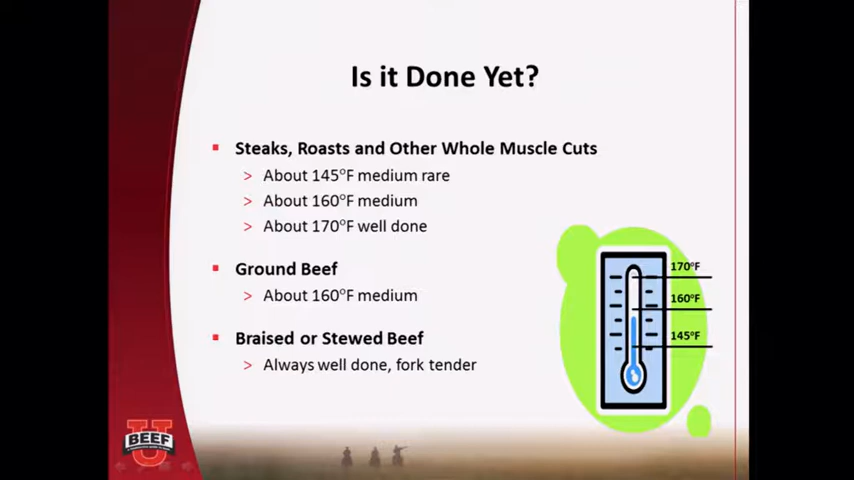 Is it Done Yet?
Steaks, Roasts and Other Whole Muscle Cuts
> About 145°F medium rare
> About 160°F medium
> About 170°F well done
Ground Beef
> About 160°F medium
Braised or Stewed Beef
> Always well done, fork tender
170°F
160°F
145°F
U
BEEF